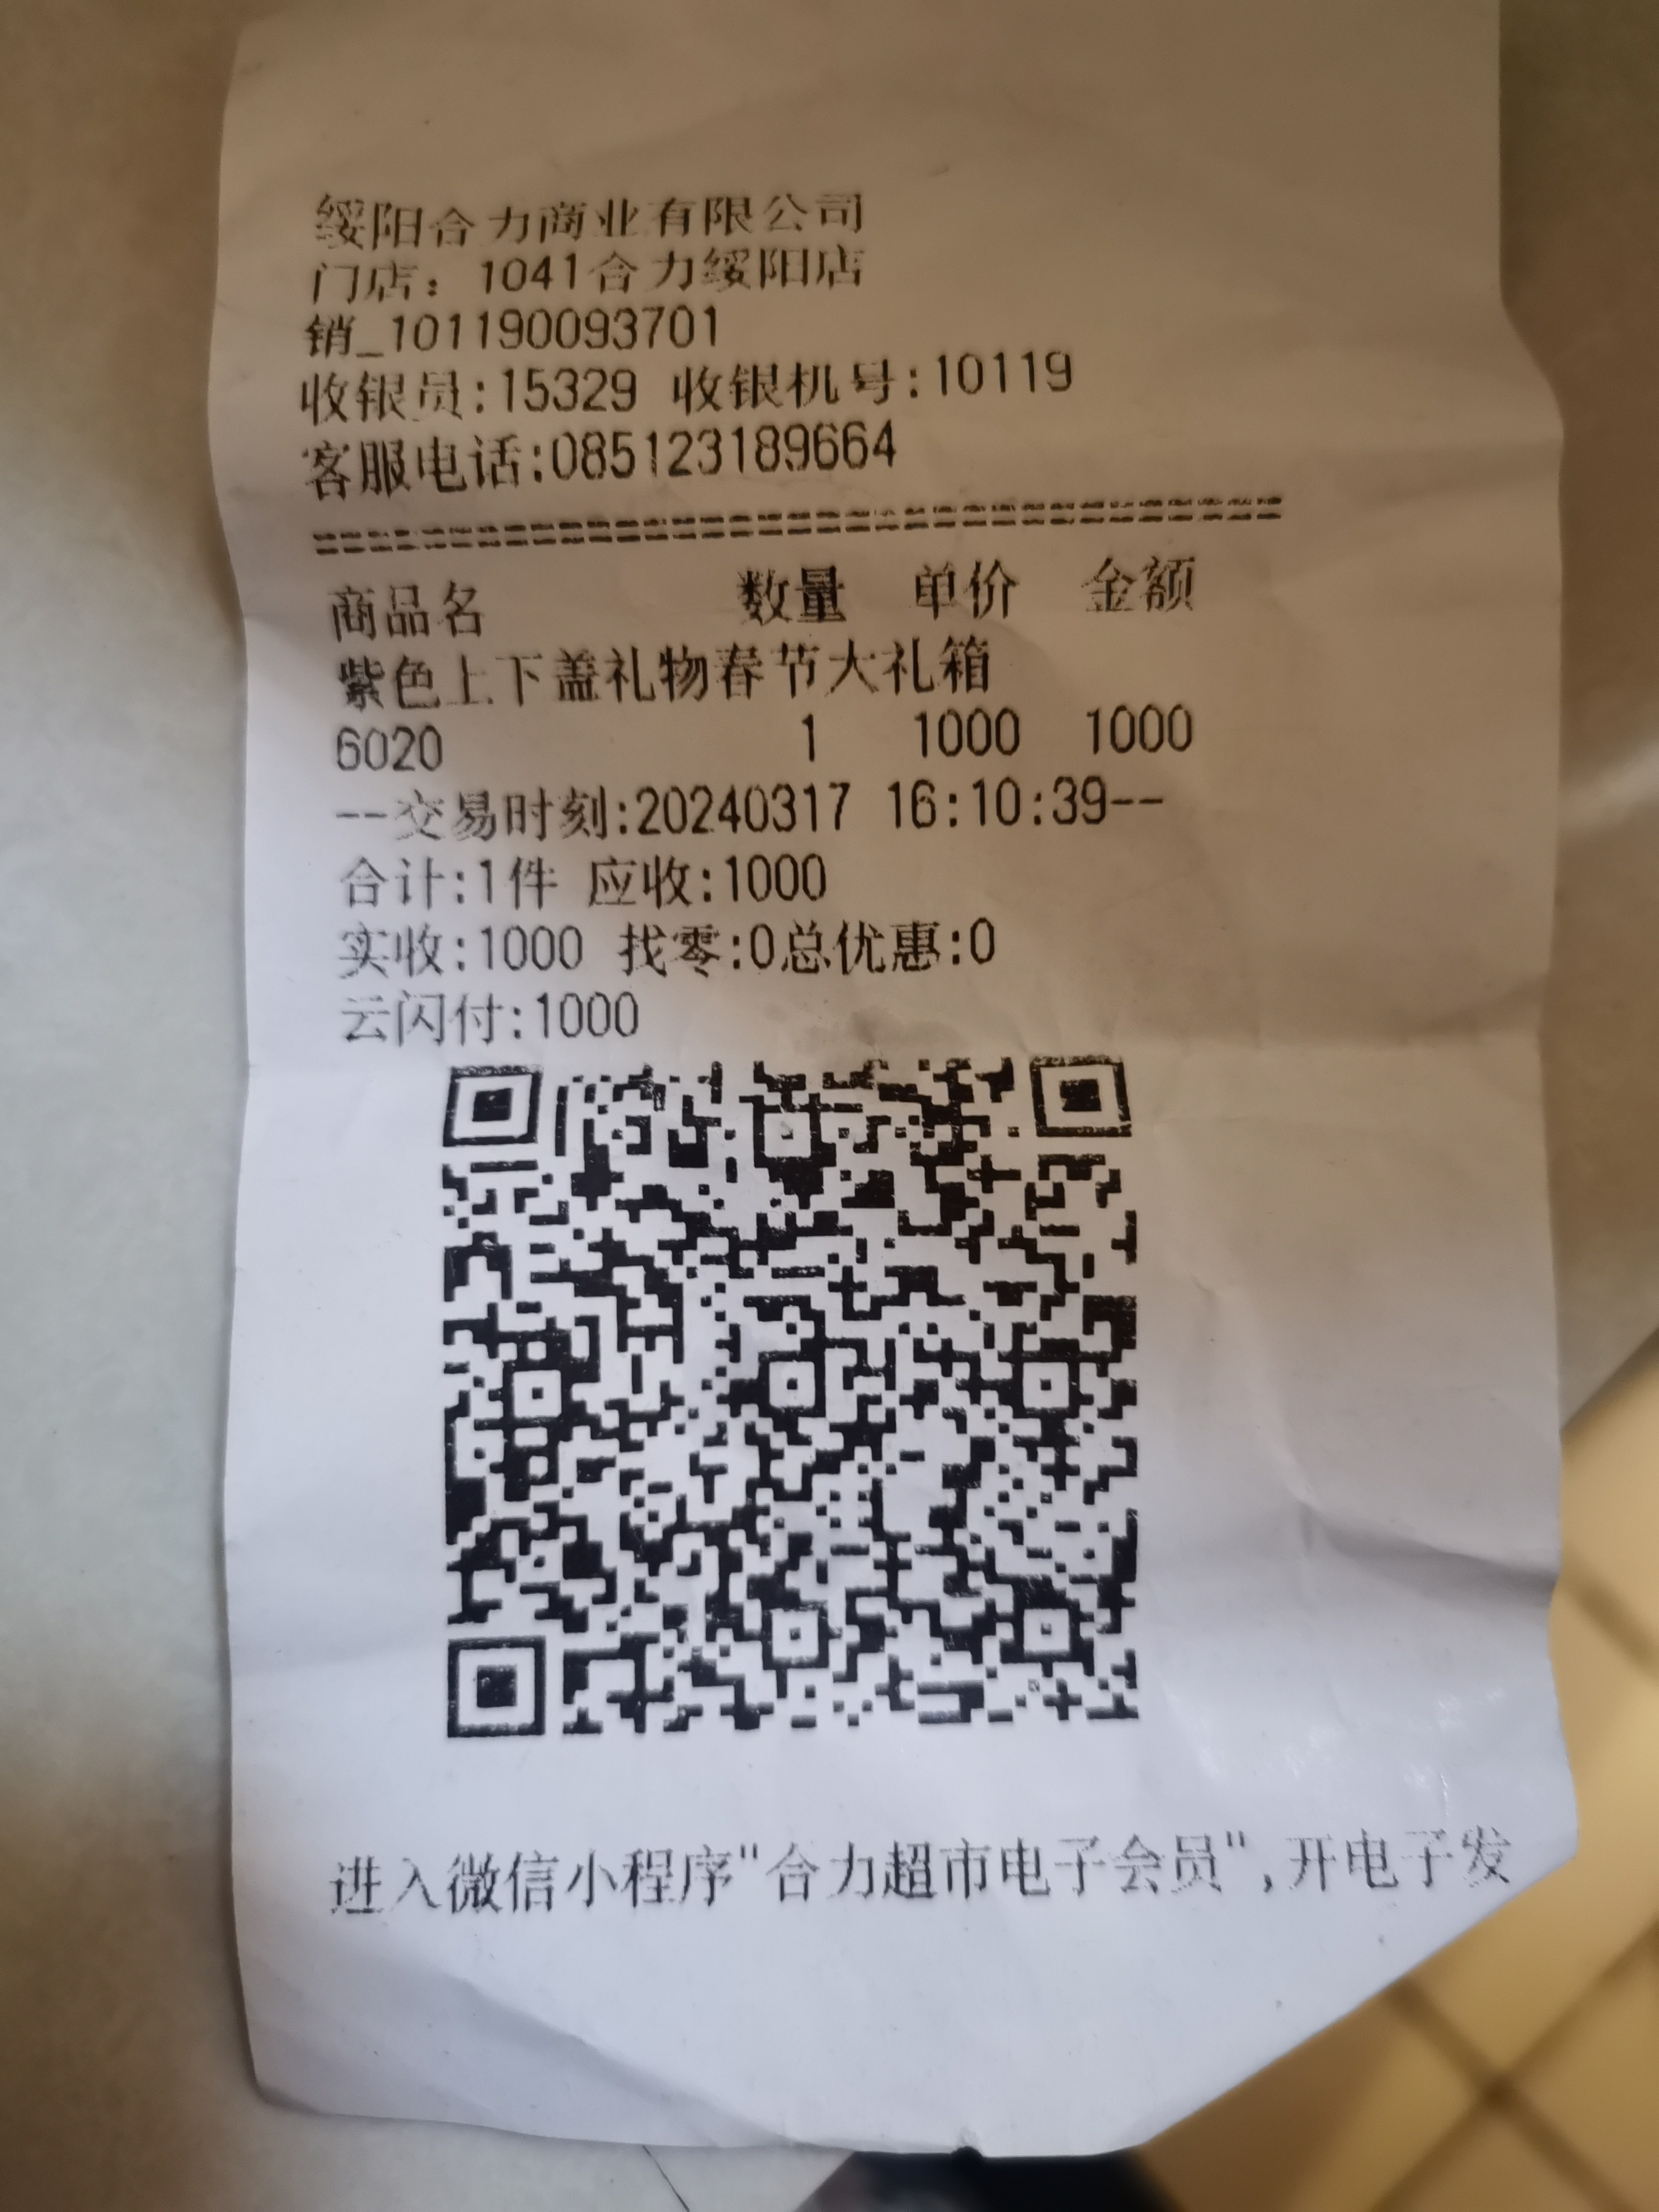 绥阳合力商业有限公司
门店：1041合力绥阳店
销_101190093701
收银员:15329 收银机号:10119
客服电话:085123189664
==================================
商品名 数量 单价 金额
紫色上下盖礼物春节大礼箱
6020 1 1000 1000
--交易时刻:20240317 16:10:39--
合计:1件 应收:1000
实收:1000 找零:0总优惠:0
云闪付:1000
进入微信小程序"合力超市电子会员",开电子发